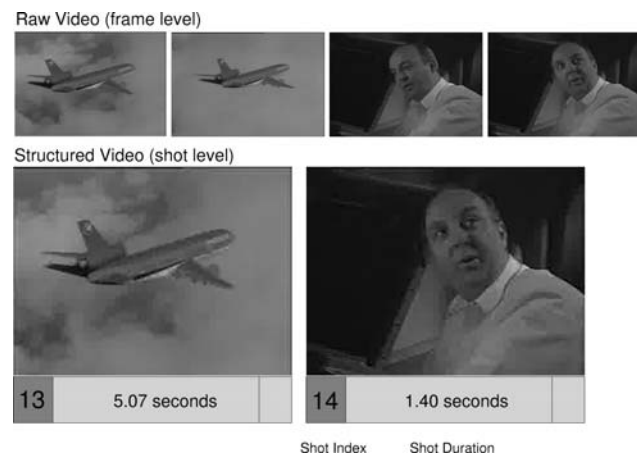 Raw Video (frame level)
Structured Video (shot level)
13 5.07 seconds 14 1.40 seconds
Shot Index Shot Duration